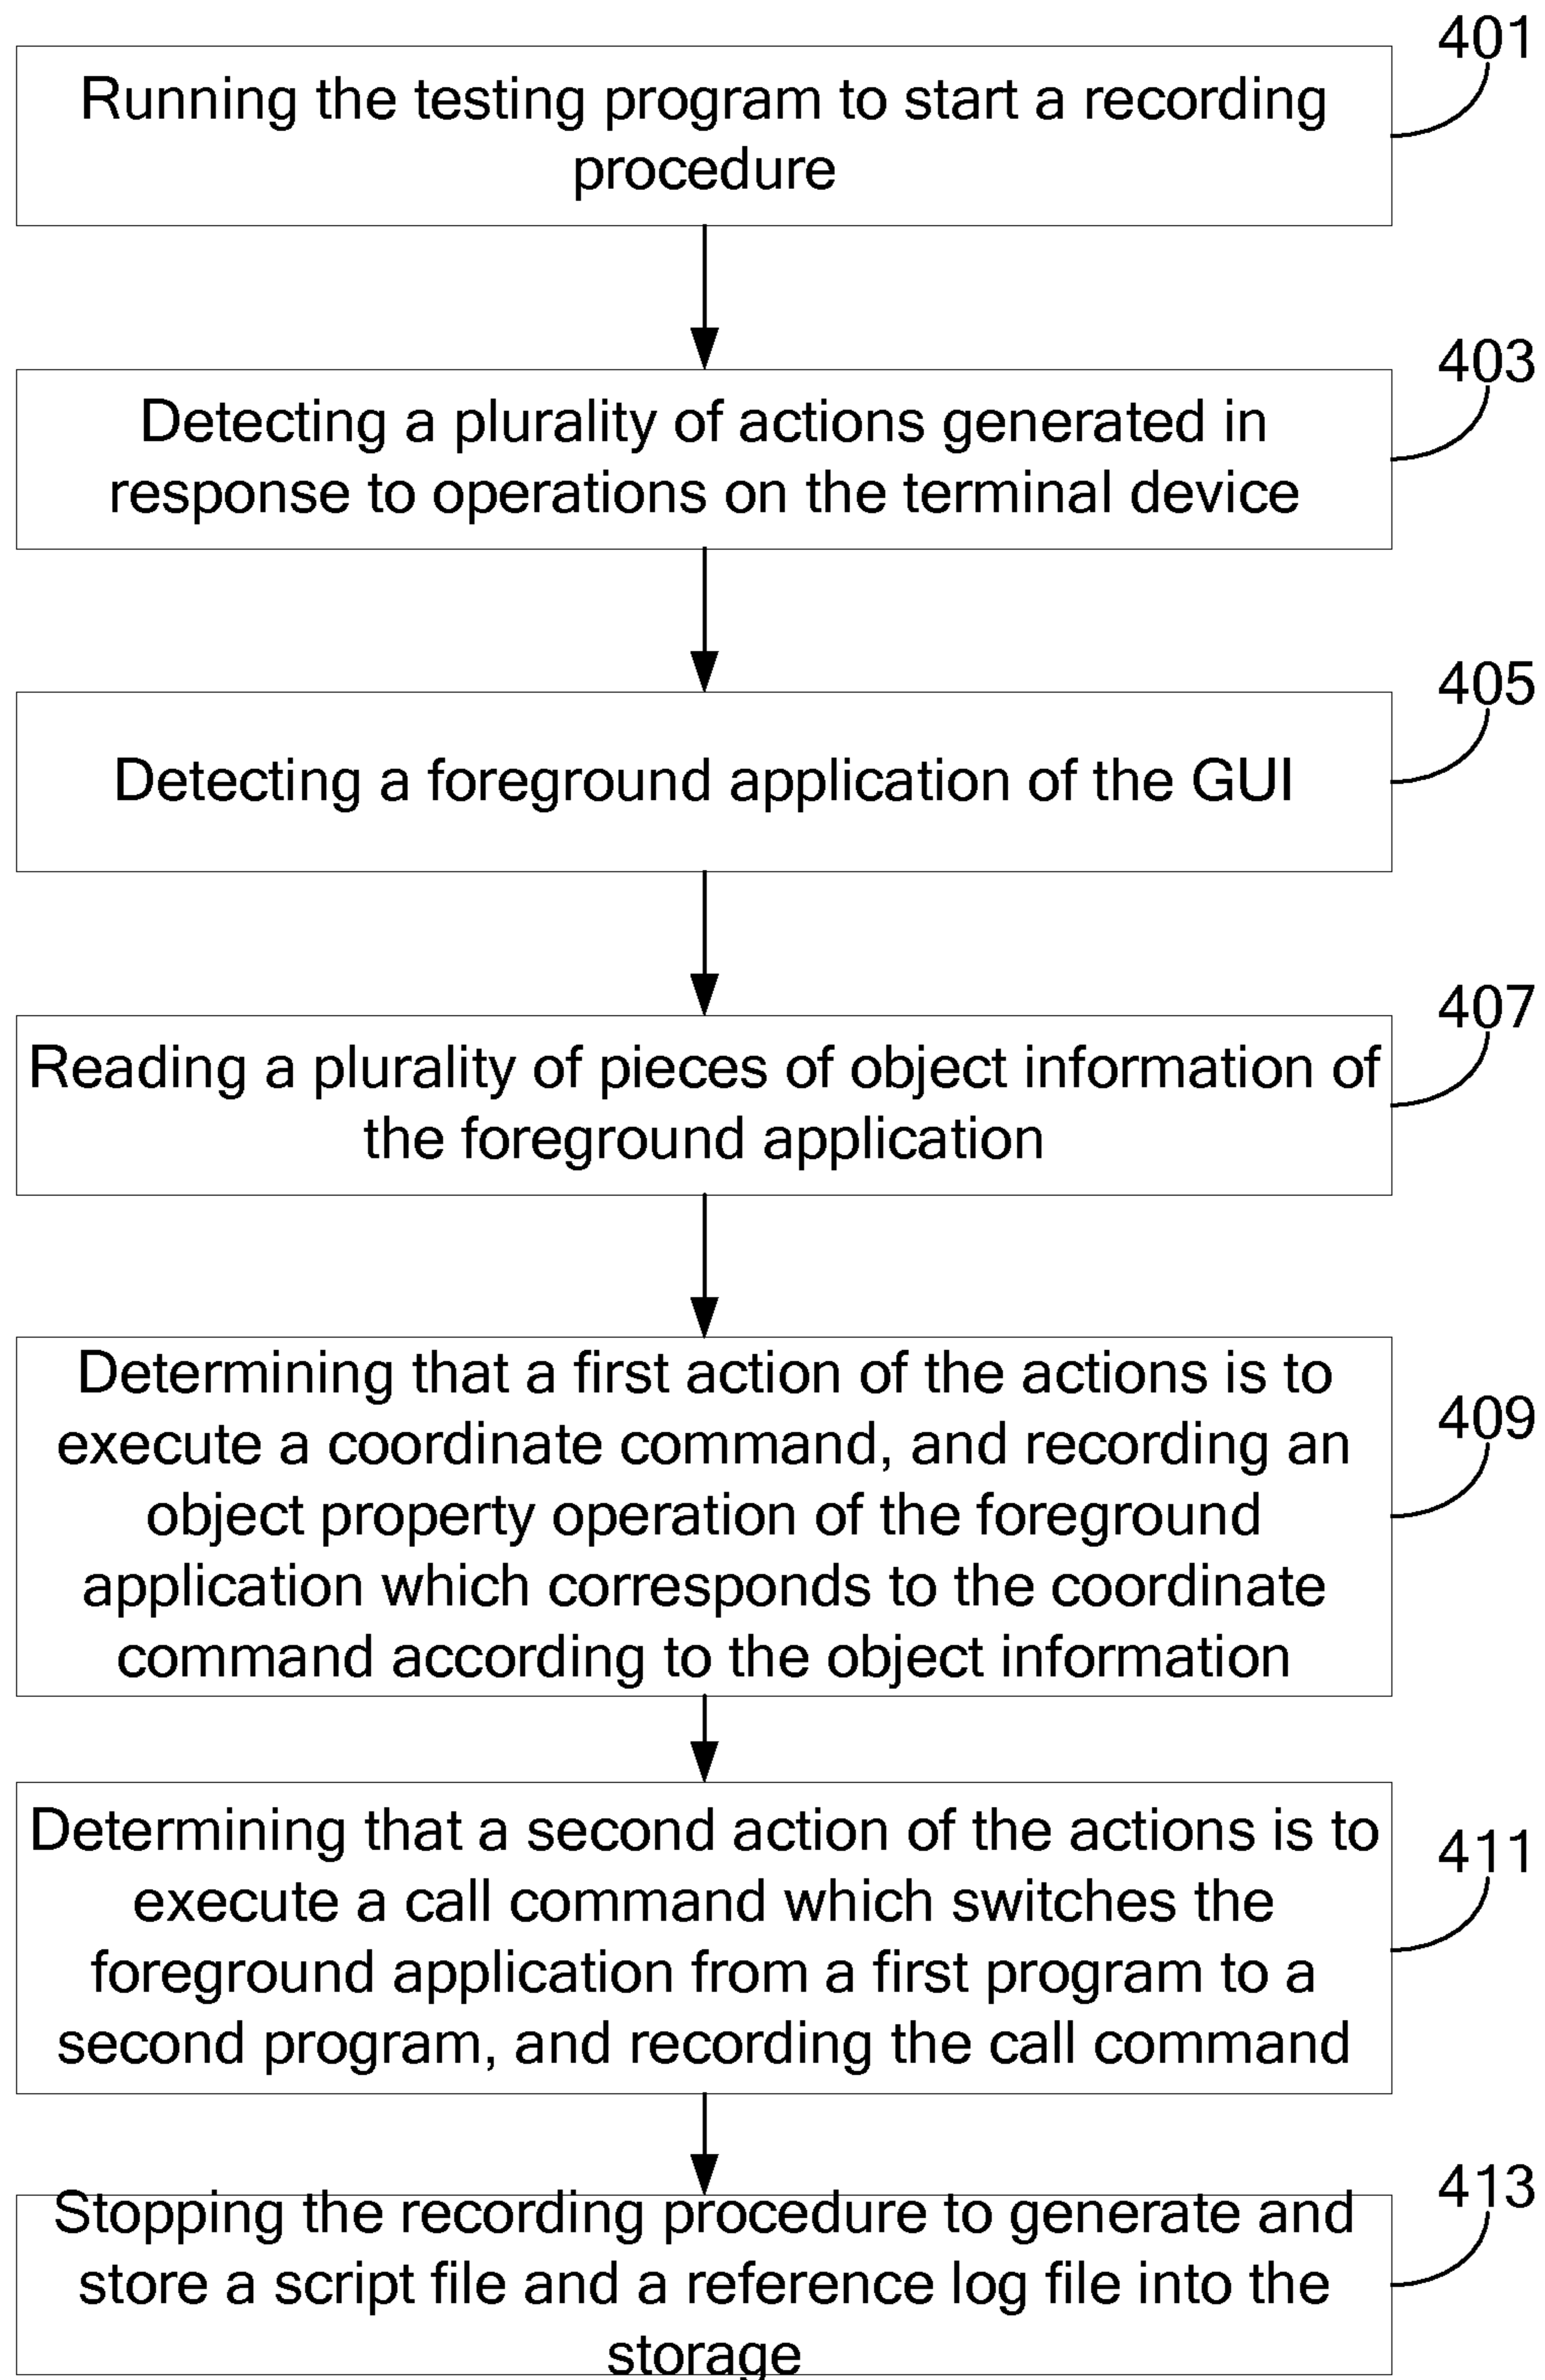 401
Running the testing program to start a recording
procedure
403
Detecting a plurality of actions generated in
response to operations on the terminal device
405
Detecting a foreground application of the GUI
407
Reading a plurality of pieces of object information of
the foreground application
409
Determining that a first action of the actions is to
execute a coordinate command, and recording an
object property operation of the foreground
application which corresponds to the coordinate
command according to the object information
411
Determining that a second action of the actions is to
execute a call command which switches the
foreground application from a first program to a
second program, and recording the call command
413
Stopping the recording procedure to generate and
store a script file and a reference log file into the
storage